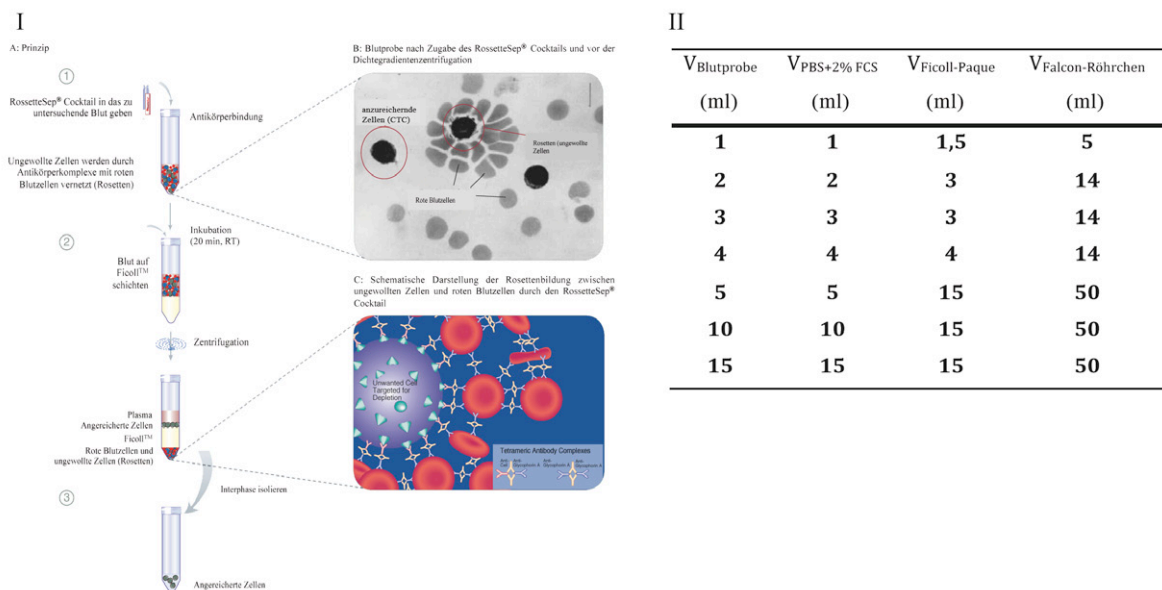 I
A: Prinzip
1
RossetteSep® Cocktail in das zu
untersuchende Blut geben
Antikörperbindung
Ungewollte Zellen werden durch
Antikörperkomplexe mit roten
Blutzellen vernetzt (Rosetten)
2
Inkubation
(20 min, RT)
Blut auf
Ficoll™
schichten
Zentrifugation
Plasma
Angereicherte Zellen
Ficoll™
Rote Blutzellen und
ungewollte Zellen (Rosetten)
Interphase isolieren
3
Angereicherte Zellen
B: Blutprobe nach Zugabe des RossetteSep® Cocktails und vor der
Dichtegradientenzentrifugation
anzureichernde
Zellen (CTC)
Rosetten (ungewollte
Zellen
Rote Blutzellen
C: Schematische Darstellung der Rosettenbildung zwischen
ungewollten Zellen und roten Blutzellen durch den RossetteSep®
Cocktail
Unwanted Cell
Targeted for
Depletion
Tetrameric Antibody Complexes
Anti-Glycophorin A
Anti-Glycophorin A
Anti-Glycophorin A
II
VBlutprobe VPBS+2% FCS VFicoll-Paque VFalcon-Röhrchen
(ml) (ml) (ml) (ml)
1 1 1,5 5
2 2 3 14
3 3 3 14
4 4 4 14
5 5 15 50
10 10 15 50
15 15 15 50